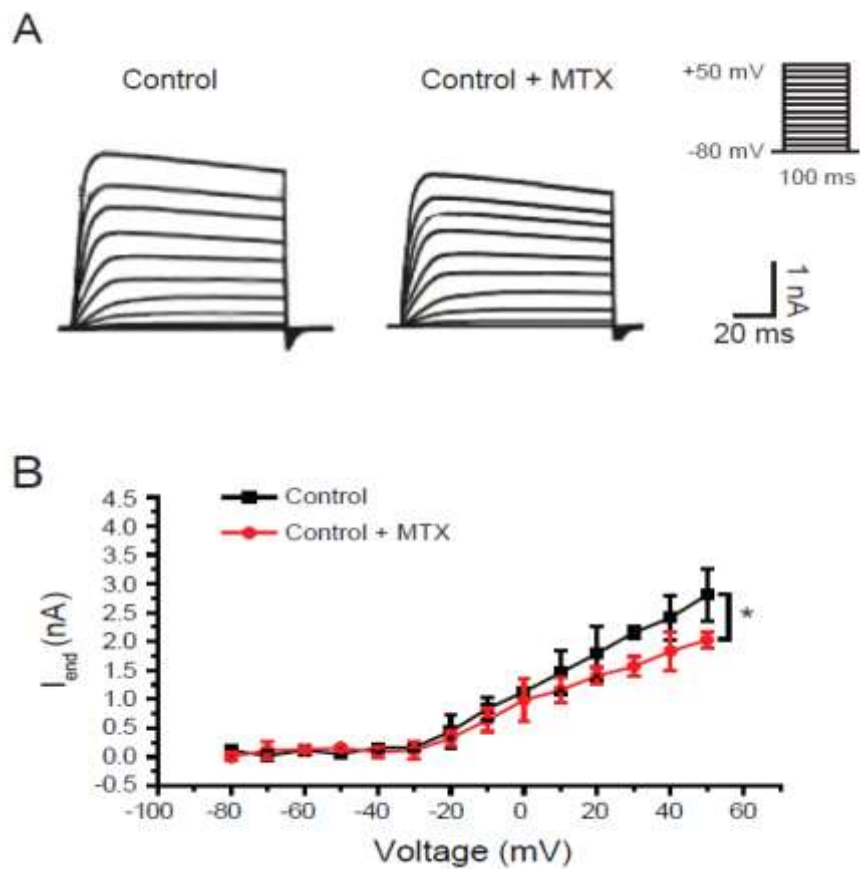 A
Control
Control + MTX
+50 mV
-80 mV
100 ms
1 nA
20 ms
B
Control
Control + MTX
4.5
4.0
3.5
3.0
2.5
2.0
1.5
1.0
0.5
0.0
-0.5
I end (nA)
*
-100 -80 -60 -40 -20 0 20 40 60
Voltage (mV)